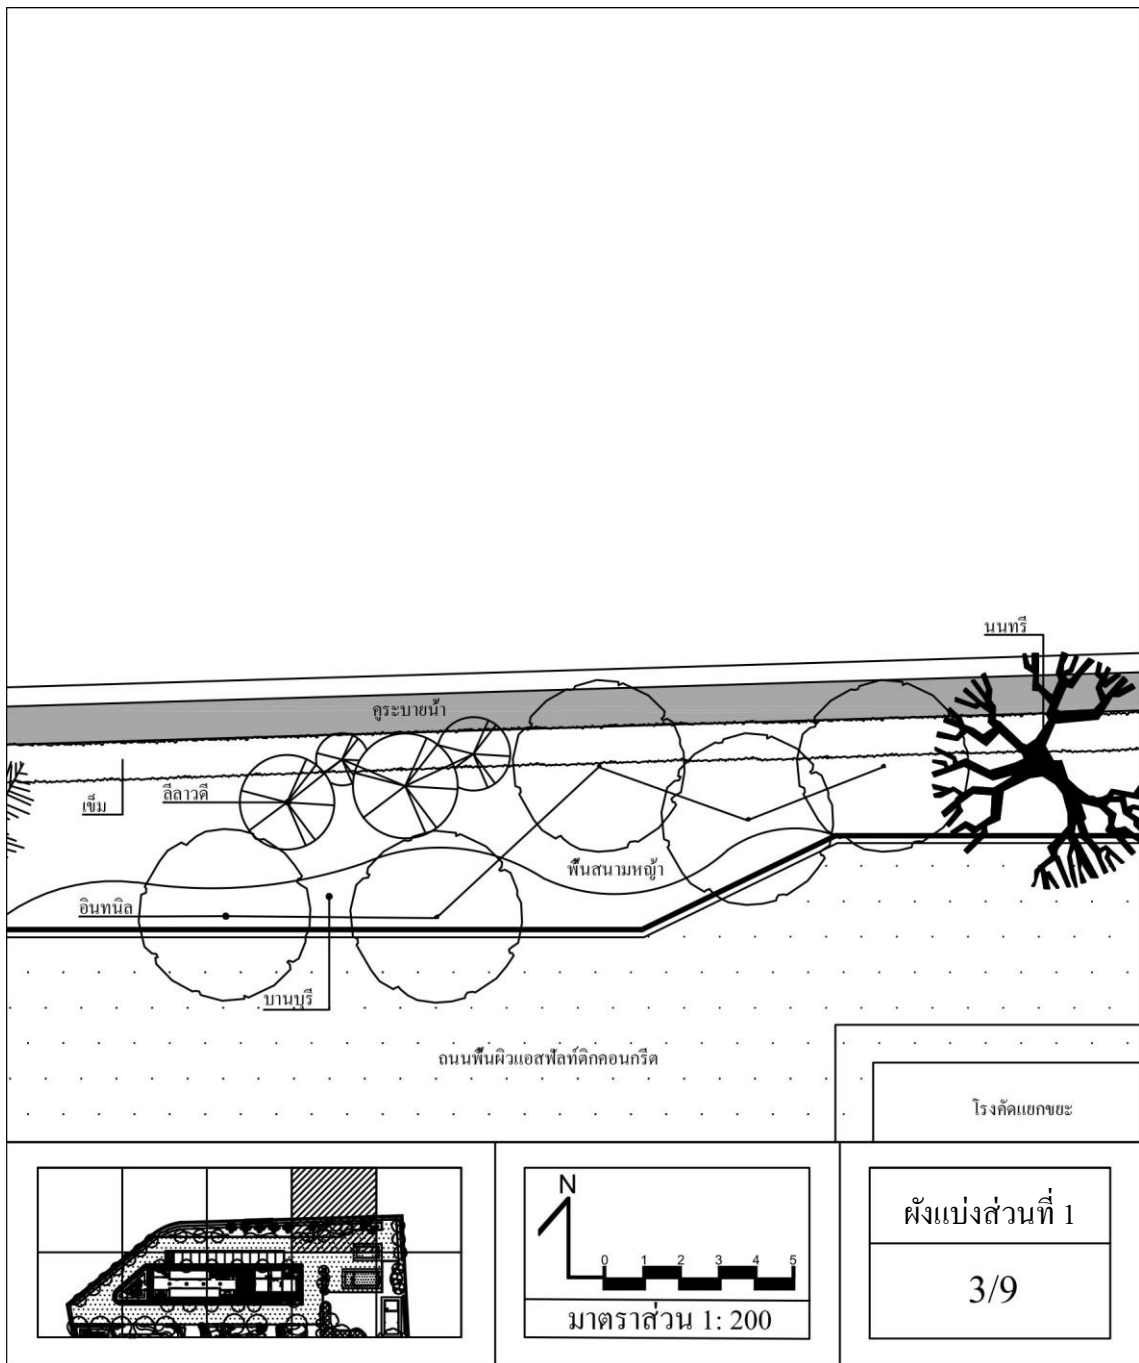 นนทรี
คูระบายน้ำ
เข็ม
ลีลาวดี
พื้นสนามหญ้า
อินทนิล
บานบุรี
ถนนพื้นผิวแอสฟัลท์ติกคอนกรีต
โรงคัดแยกขยะ
N
0 1 2 3 4 5
มาตราส่วน 1: 200
ผังแบ่งส่วนที่ 1
3/9